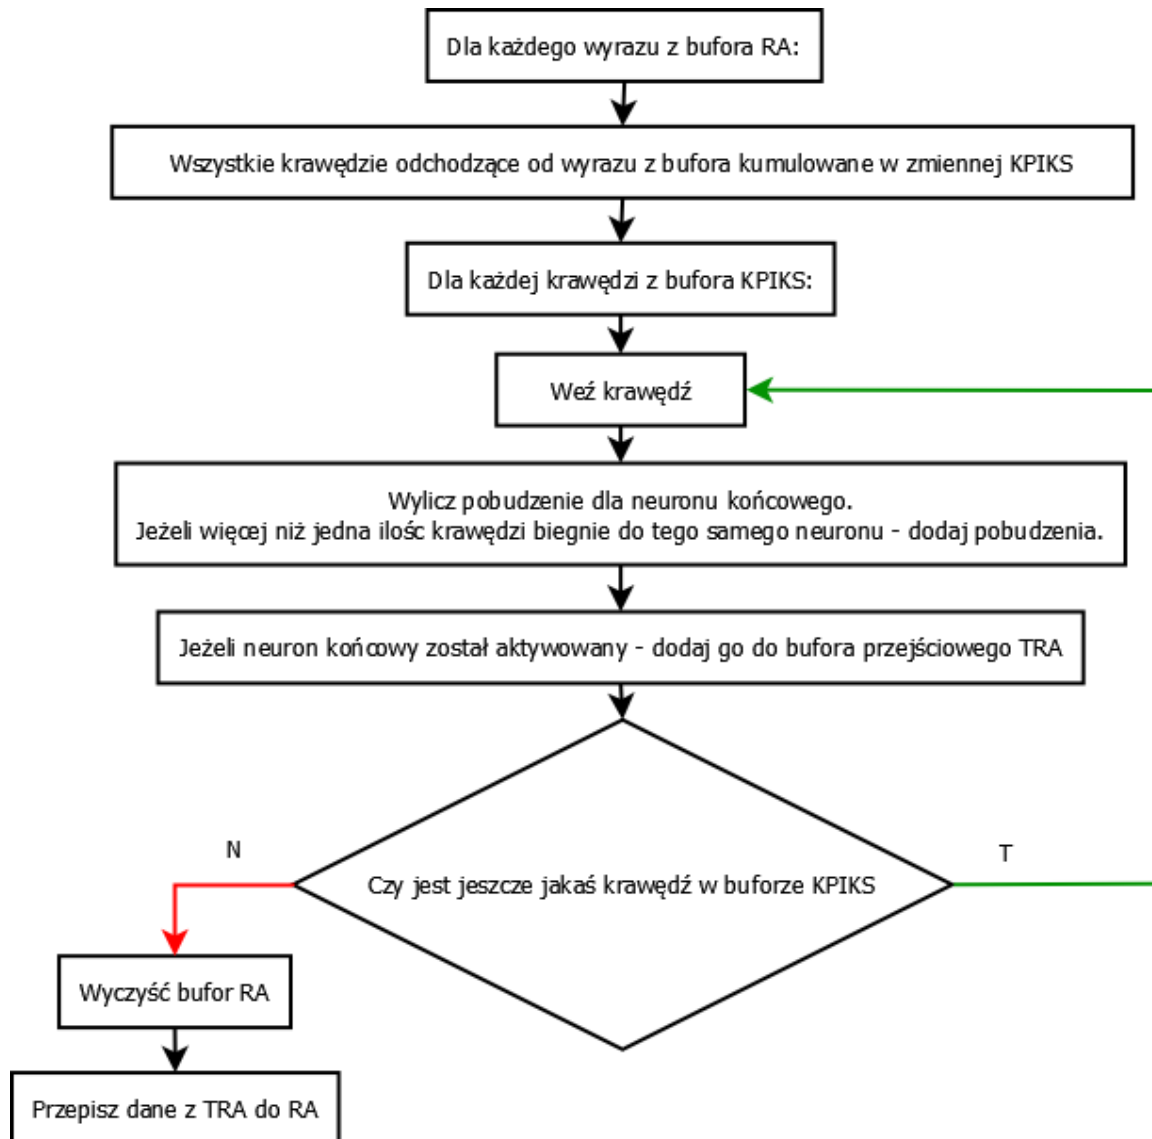 Dla każdego wyrazu z bufora RA:
Wszystkie krawędzie odchodzące od wyrazu z bufora kumulowane w zmiennej KPIKS
Dla każdej krawędzi z bufora KPIKS:
Weź krawędź
Wylicz pobudzenie dla neuronu końcowego.
Jeżeli więcej niż jedna ilość krawędzi biegnie do tego samego neuronu - dodaj pobudzenia.
Jeżeli neuron końcowy został aktywowany - dodaj go do bufora przejściowego TRA
N
T
Czy jest jeszcze jakaś krawędź w buforze KPIKS
Wyczyść bufor RA
Przepisz dane z TRA do RA